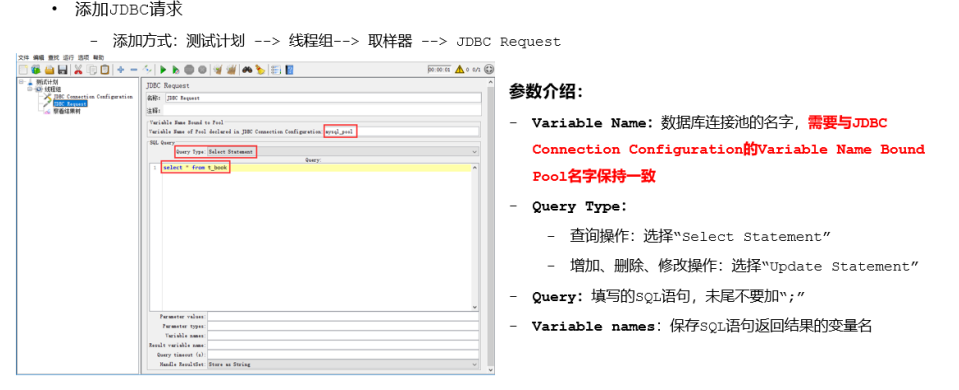 • 添加JDBC请求
– 添加方式：测试计划 --> 线程组--> 取样器 --> JDBC Request
文件 编辑 查找 运行 选项 帮助
00:00:01 0 0/1
测试计划
线程组
JDBC Connection Configuration
JDBC Request
察看结果树
JDBC Request
名称： JDBC Request
注释：
Variable Name Bound to Pool
Variable Name of Pool declared in JDBC Connection Configuration mysql_pool
SQL Query
Query Type Select Statement
Query:
1 select * from t_book
Parameter values:
Parameter types:
Variable names:
Result variable name:
Query timeout (s):
Handle ResultSet: Store as String
参数介绍：
– Variable Name：数据库连接池的名字，需要与JDBC
Connection Configuration的Variable Name Bound
Pool名字保持一致
– Query Type：
– 查询操作：选择“Select Statement”
– 增加、删除、修改操作：选择“Update Statement”
– Query：填写的SQL语句，未尾不要加“;”
– Variable names：保存SQL语句返回结果的变量名